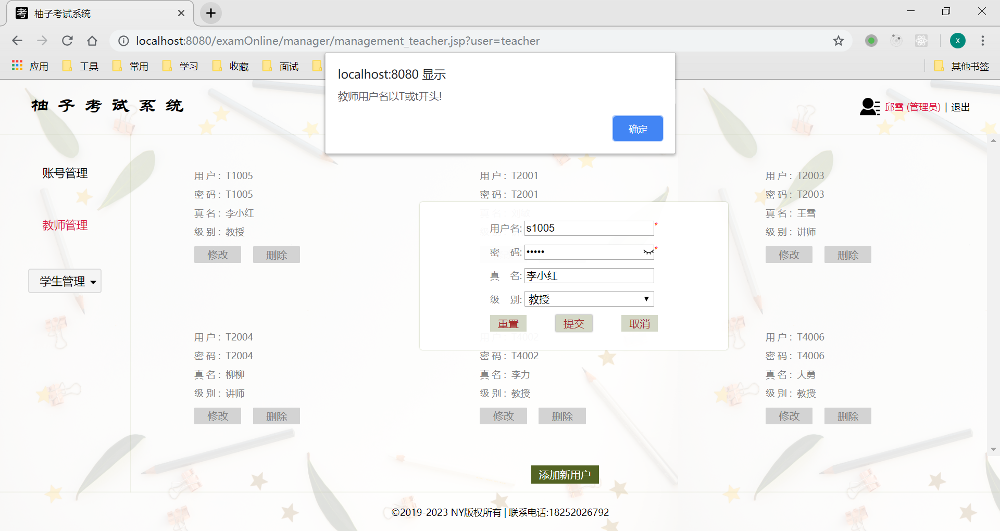 考 柚子考试系统
localhost:8080/examOnline/manager/management_teacher.jsp?user=teacher
x
应用 工具 常用 学习 收藏 面试 其他书签
localhost:8080 显示
教师用户名以T或t开头!
确定
柚子考试系统
邱雪 (管理员) | 退出
账号管理
教师管理
学生管理
用 户： T1005
密 码： T1005
真 名： 李小红
级 别： 教授
修改 删除
用 户： T2001
密 码： T2001
真 名： 刘敏
用 户： T2003
密 码： T2003
真 名： 王雪
级 别： 讲师
修改 删除
用户名: s1005 *
密 码: ••••• *
真 名: 李小红
级 别: 教授
重置 提交 取消
用 户： T2004
密 码： T2004
真 名： 柳柳
级 别： 讲师
修改 删除
用 户： T4002
密 码： T4002
真 名： 李力
级 别： 教授
修改 删除
用 户： T4006
密 码： T4006
真 名： 大勇
级 别： 教授
修改 删除
添加新用户
©2019-2023 NY版权所有 | 联系电话:18252026792